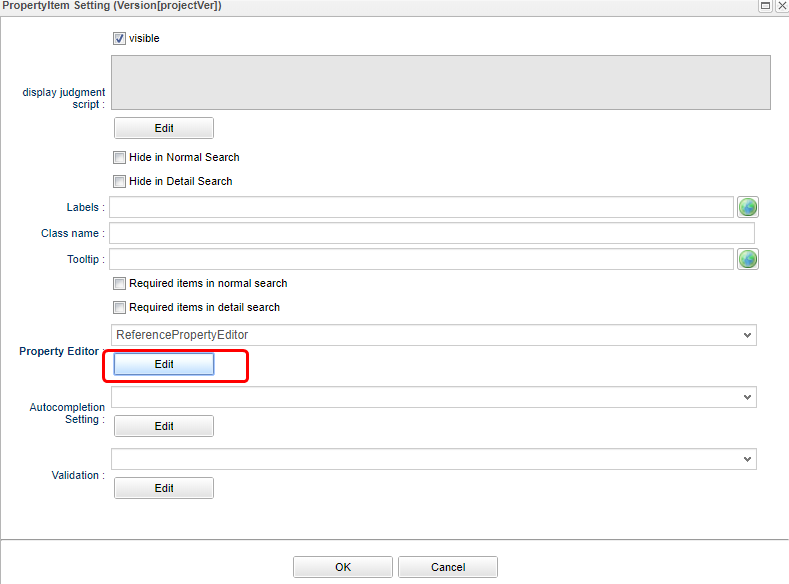 PropertyItem Setting (Version[projectVer])
visible
display judgment
script :
Edit
Hide in Normal Search
Hide in Detail Search
Labels :
Class name :
Tooltip :
Required items in normal search
Required items in detail search
ReferencePropertyEditor
Property Editor :
Edit
Autocompletion
Setting :
Edit
Validation :
Edit
OK
Cancel